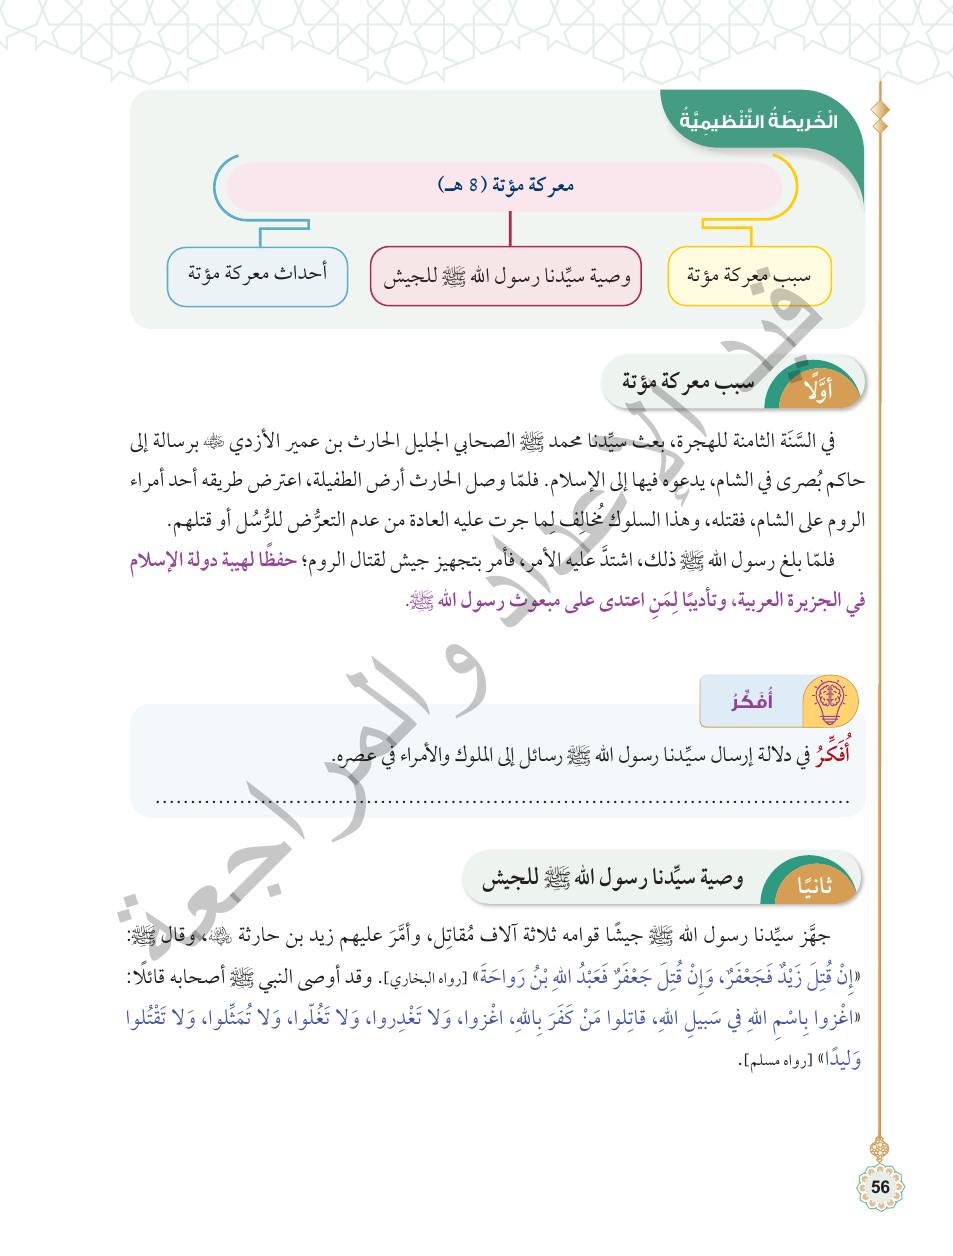 الْخَرِيطَةُ التَّنْظِيمِيَّةُ
معركة مؤتة (8 هـ)
سبب معركة مؤتة
وصية سيِّدنا رسول الله ﷺ للجيش
أحداث معركة مؤتة
أوَّلًا
سبب معركة مؤتة
في السَّنَة الثامنة للهجرة، بعث سيِّدنا محمد ﷺ الصحابي الجليل الحارث بن عمير الأزدي رضي الله عنه برسالة إلى
حاكم بُصرى في الشام، يدعوه فيها إلى الإسلام. فلمّا وصل الحارث أرض الطفيلة، اعترض طريقه أحد أمراء
الروم على الشام، فقتله، وهذا السلوك مُخالِف لِما جرت عليه العادة من عدم التعرُّض للرُّسُل أو قتلهم.
فلمّا بلغ رسول الله ﷺ ذلك، اشتدَّ عليه الأمر، فأمر بتجهيز جيش لقتال الروم؛ حفظًا لهيبة دولة الإسلام
في الجزيرة العربية، وتأديبًا لِمَنِ اعتدى على مبعوث رسول الله ﷺ.
أُفَكِّرُ
أُفَكِّرُ في دلالة إرسال سيِّدنا رسول الله ﷺ رسائل إلى الملوك والأمراء في عصره.
ثانيًا
وصية سيِّدنا رسول الله ﷺ للجيش
جهَّز سيِّدنا رسول الله ﷺ جيشًا قوامه ثلاثة آلاف مُقاتِل، وأمَّرَ عليهم زيد بن حارثة رضي الله عنه، وقال ﷺ:
«إِنْ قُتِلَ زَيْدٌ فَجَعْفَرٌ، وَإِنْ قُتِلَ جَعْفَرٌ فَعَبْدُ اللهِ بْنُ رَواحَةَ» [رواه البخاري]. وقد أوصى النبي ﷺ أصحابه قائلًا:
«اغْزوا بِاسْمِ اللهِ في سَبيلِ اللهِ، قاتِلوا مَنْ كَفَرَ بِاللهِ، اغْزوا، وَلا تَغْدِروا، وَلا تَغُلّوا، وَلا تُمَثِّلوا، وَلا تَقْتُلوا
وَليدًا» [رواه مسلم].
56
قيد الإعداد والمراجعة